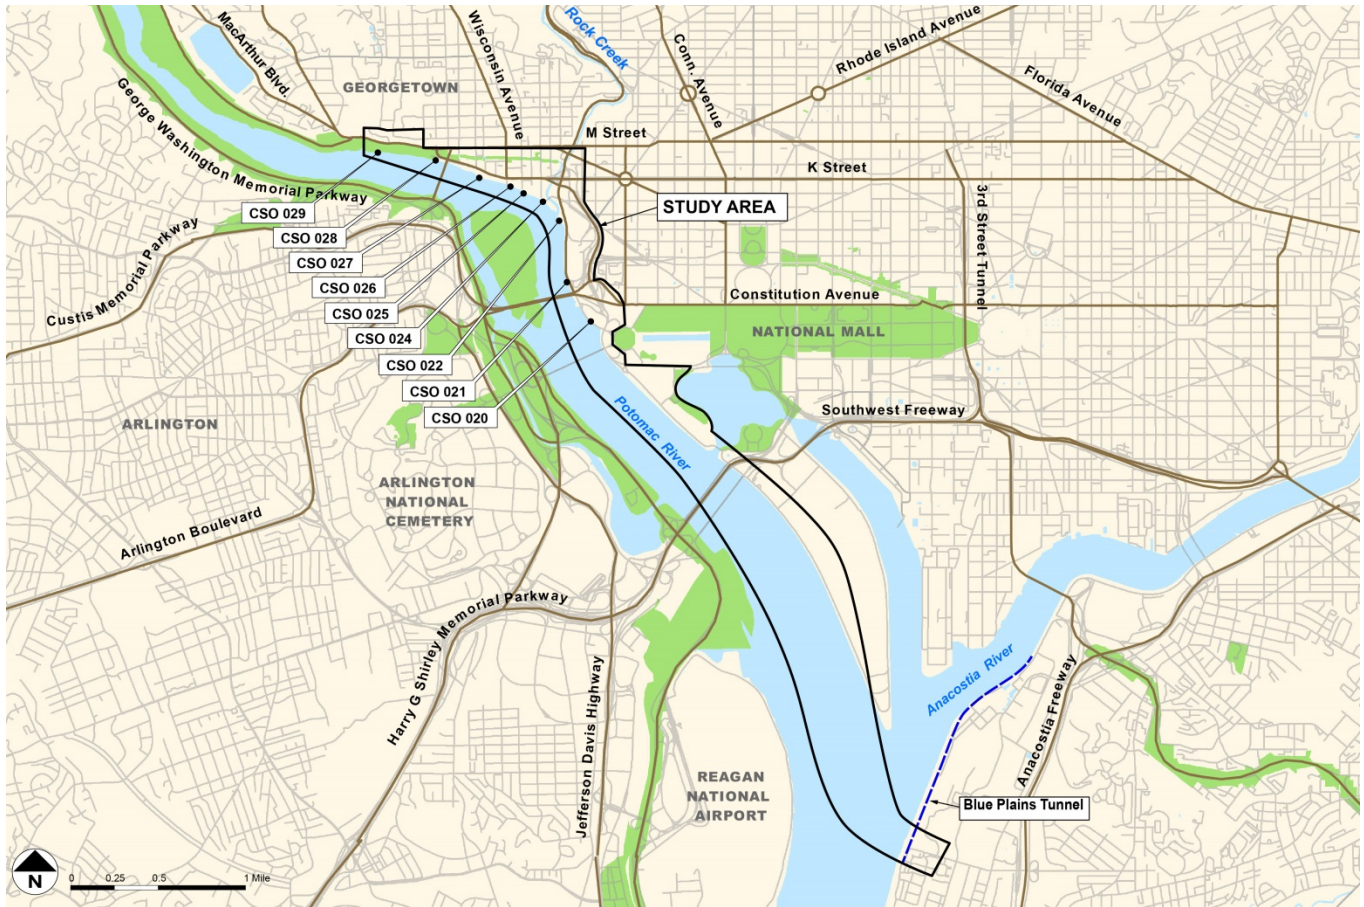 MacArthur Blvd.
Wisconsin Avenue
Rock Creek
Conn. Avenue
Rhode Island Avenue
Florida Avenue
GEORGETOWN
George Washington Memorial Parkway
M Street
K Street
3rd Street Tunnel
STUDY AREA
CSO 029
CSO 028
CSO 027
CSO 026
CSO 025
CSO 024
CSO 022
CSO 021
CSO 020
Custis Memorial Parkway
Constitution Avenue
NATIONAL MALL
Southwest Freeway
Potomac River
ARLINGTON
ARLINGTON
NATIONAL
CEMETERY
Arlington Boulevard
Harry G Shirley Memorial Parkway
Jefferson Davis Highway
Anacostia River
Anacostia Freeway
REAGAN
NATIONAL
AIRPORT
Blue Plains Tunnel
N
0 0.25 0.5 1 Mile